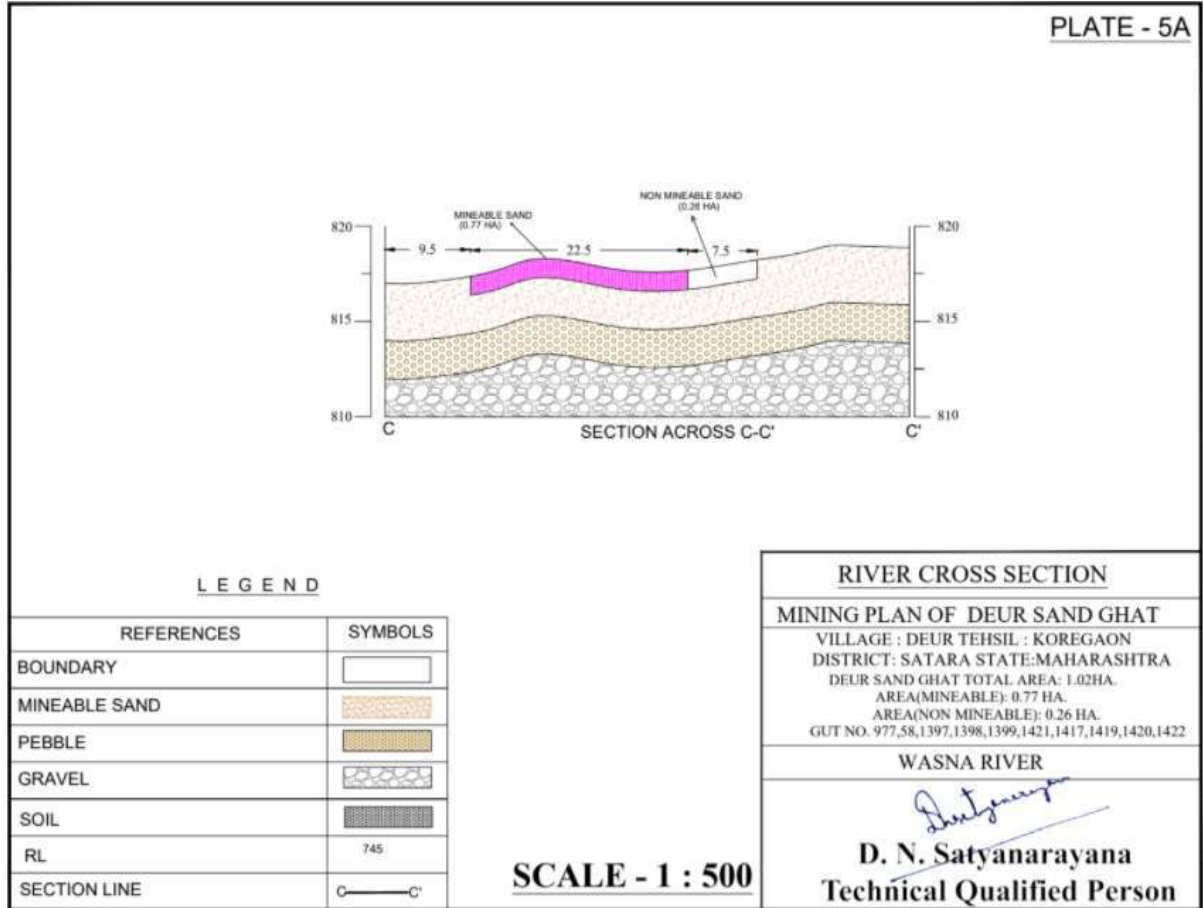 PLATE - 5A
NON MINEABLE SAND
(0.26 HA)
MINEABLE SAND
(0.77 HA)
820
820
9.5
22.5
7.5
815
815
810
810
C
SECTION ACROSS C-C'
C'
L E G E N D
REFERENCES
SYMBOLS
BOUNDARY
MINEABLE SAND
PEBBLE
GRAVEL
SOIL
RL
745
SECTION LINE
C C'
SCALE - 1 : 500
RIVER CROSS SECTION
MINING PLAN OF DEUR SAND GHAT
VILLAGE : DEUR TEHSIL : KOREGAON
DISTRICT: SATARA STATE:MAHARASHTRA
DEUR SAND GHAT TOTAL AREA: 1.02HA.
AREA(MINEABLE): 0.77 HA.
AREA(NON MINEABLE): 0.26 HA.
GUT NO. 977,58,1397,1398,1399,1421,1417,1419,1420,1422
WASNA RIVER
D. N. Satyanarayana
Technical Qualified Person